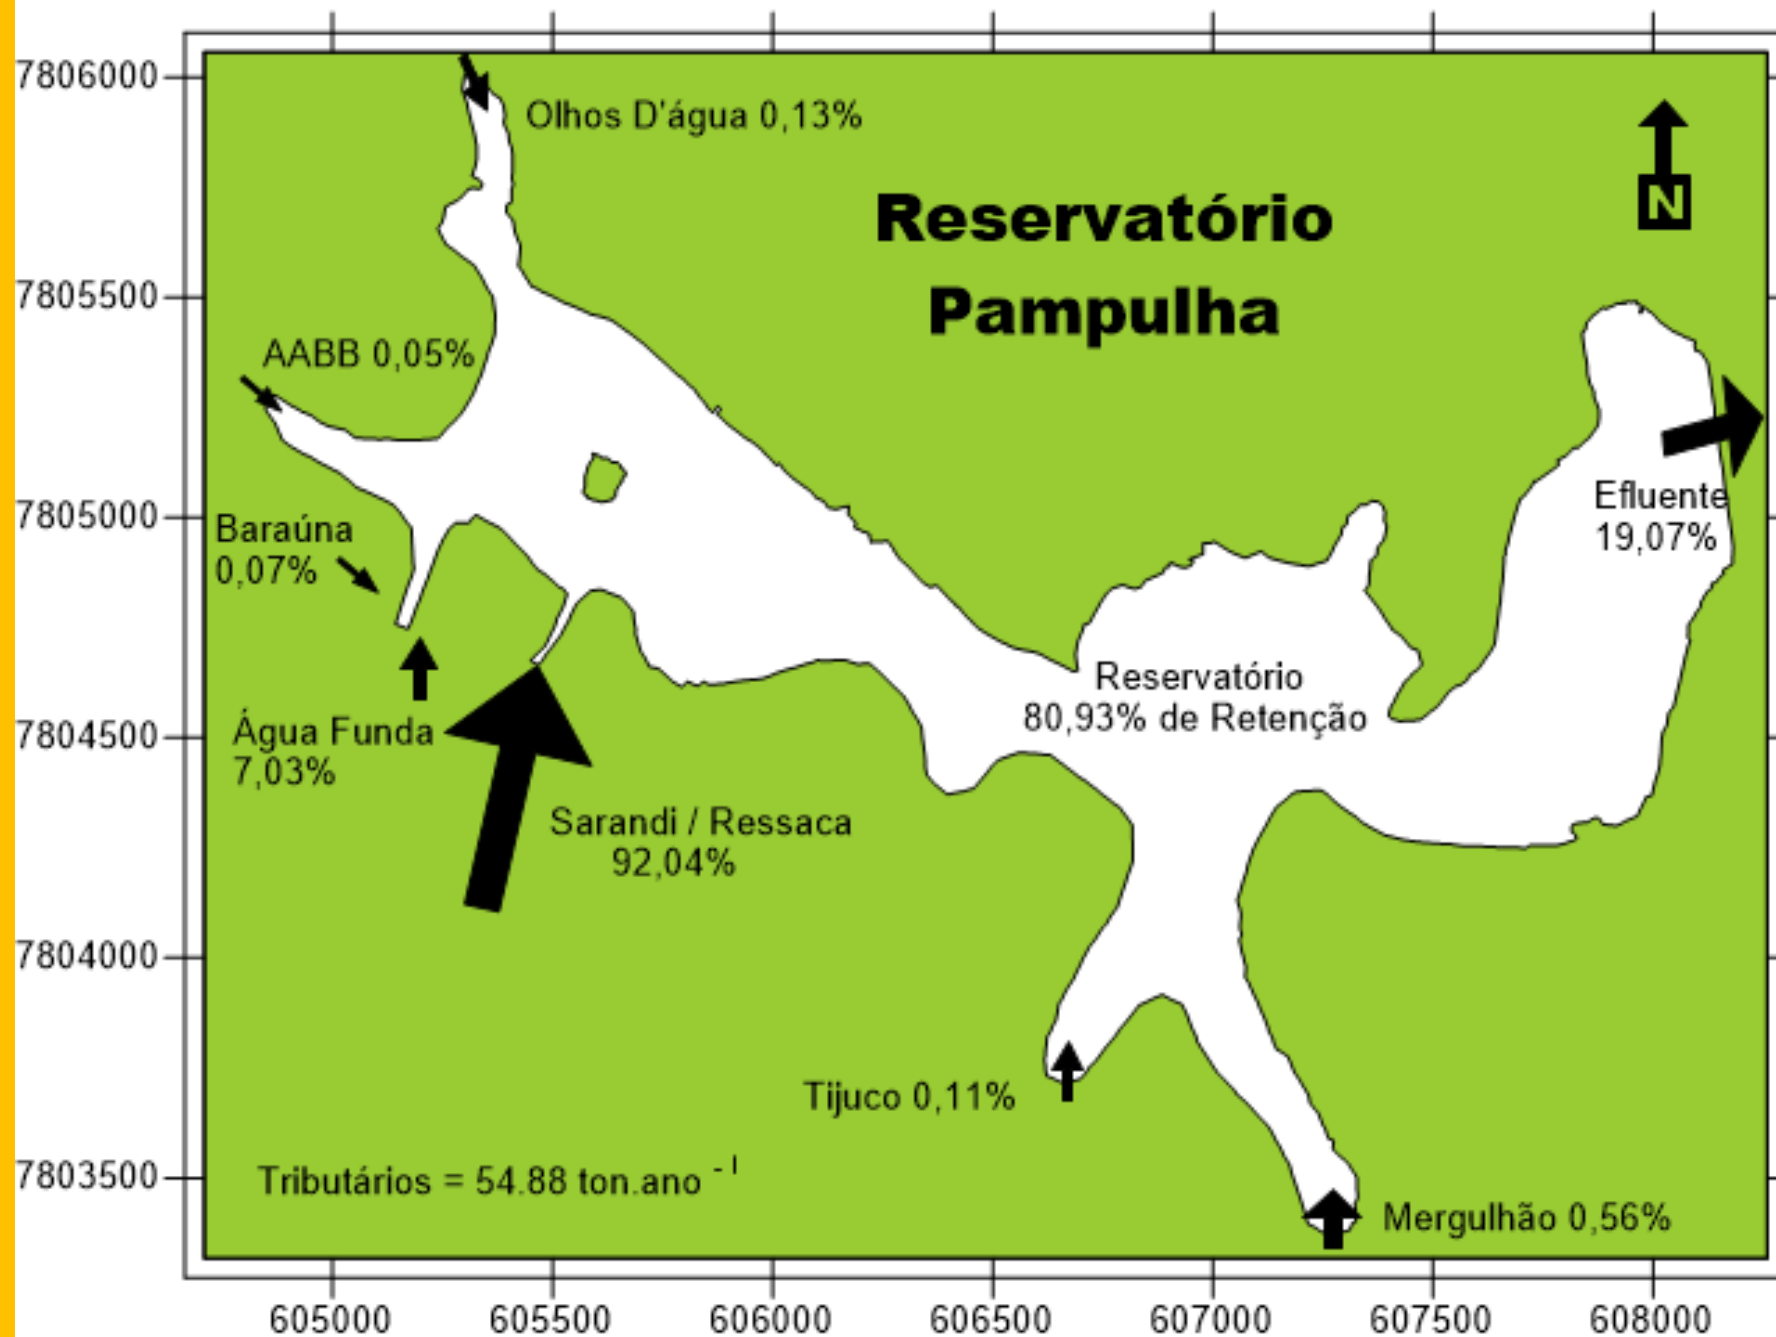 7806000
Olhos D'água 0,13%
Reservatório
Pampulha
N
7805500
AABB 0,05%
7805000
Baraúna
0,07%
Efluente
19,07%
Reservatório
80,93% de Retenção
7804500
Água Funda
7,03%
Sarandi / Ressaca
92,04%
7804000
Tijuco 0,11%
7803500
Tributários = 54.88 ton.ano - I
Mergulhão 0,56%
605000 605500 606000 606500 607000 607500 608000